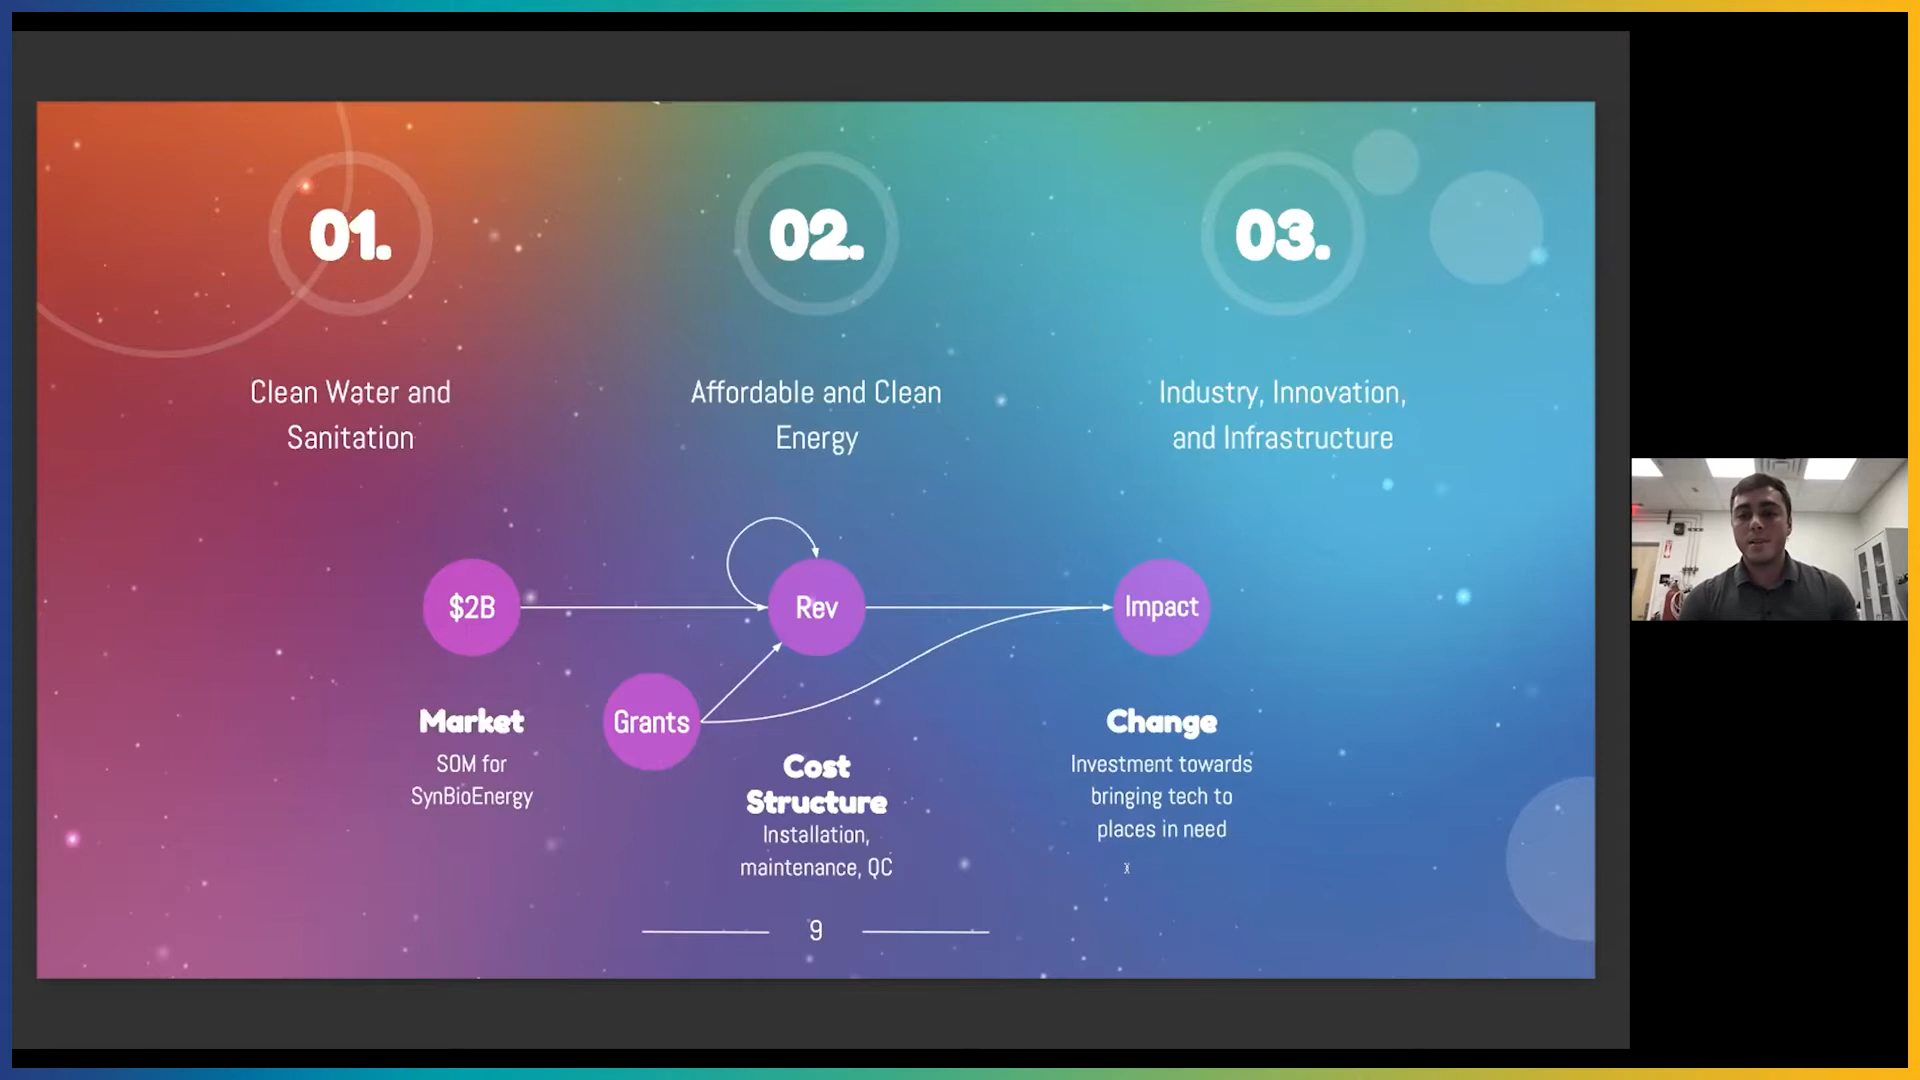 01.
02.
03.
Clean Water and
Sanitation
Affordable and Clean
Energy
Industry, Innovation,
and Infrastructure
$2B
Rev
Impact
Grants
Market
SOM for
SynBioEnergy
Cost
Structure
Installation,
maintenance, QC
Change
Investment towards
bringing tech to
places in need
9